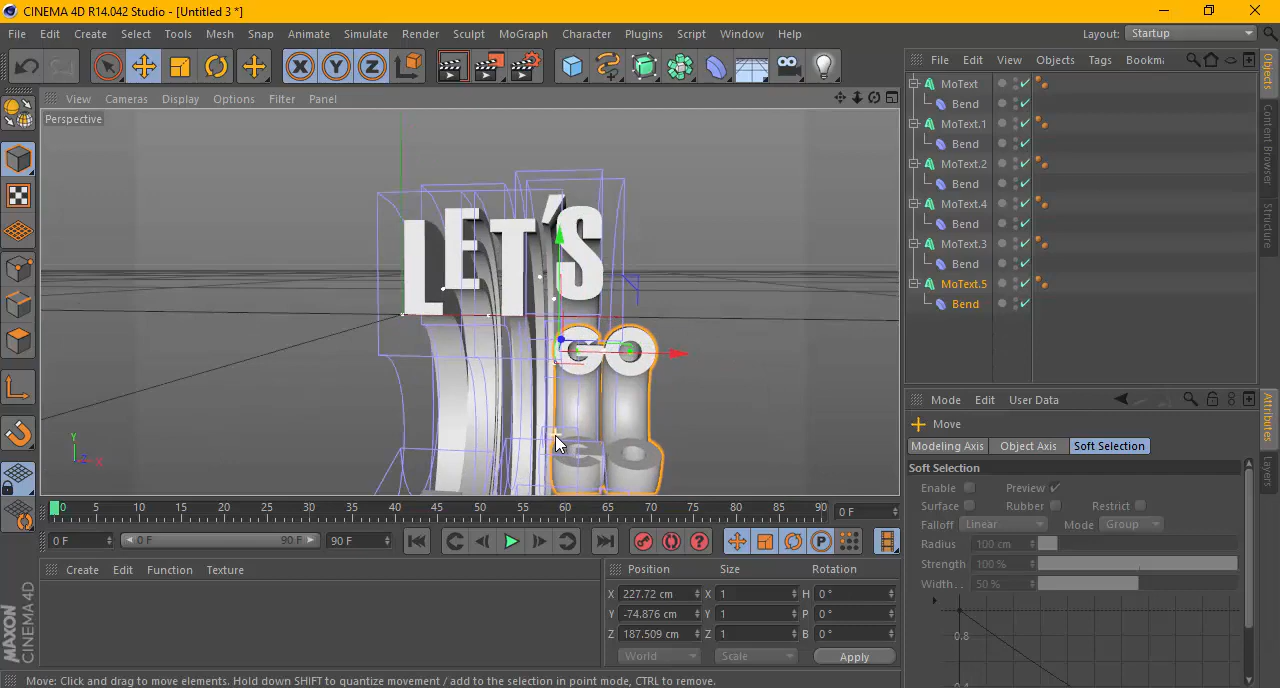 CINEMA 4D R14.042 Studio - [Untitled 3 *]
File Edit Create Select Tools Mesh Snap Animate Simulate Render Sculpt MoGraph Character Plugins Script Window Help Layout: Startup
X Y Z
View Cameras Display Options Filter Panel
Perspective
LET'S
GO
Y
Z X
File Edit View Objects Tags Bookma
MoText
Bend
MoText.1
Bend
MoText.2
Bend
MoText.4
Bend
MoText.3
Bend
MoText.5
Bend
Objects
Content Browser
Structure
Mode Edit User Data
Move
Modeling Axis Object Axis Soft Selection
Soft Selection
Enable Preview
Surface Rubber Restrict
Falloff Linear Mode Group
Radius 100 cm
Strength 100 %
Width . . 50 %
0.8
Attributes
Layers
0 5 10 15 20 25 30 35 40 45 50 55 60 65 70 75 80 85 90 0 F
0 F 0 F 90 F 90 F
Create Edit Function Texture
Position Size Rotation
X 227.72 cm X 1 H 0 °
Y -74.876 cm Y 1 P 0 °
Z 187.509 cm Z 1 B 0 °
World Scale Apply
MAXON
CINEMA 4D
Move: Click and drag to move elements. Hold down SHIFT to quantize movement / add to the selection in point mode, CTRL to remove.